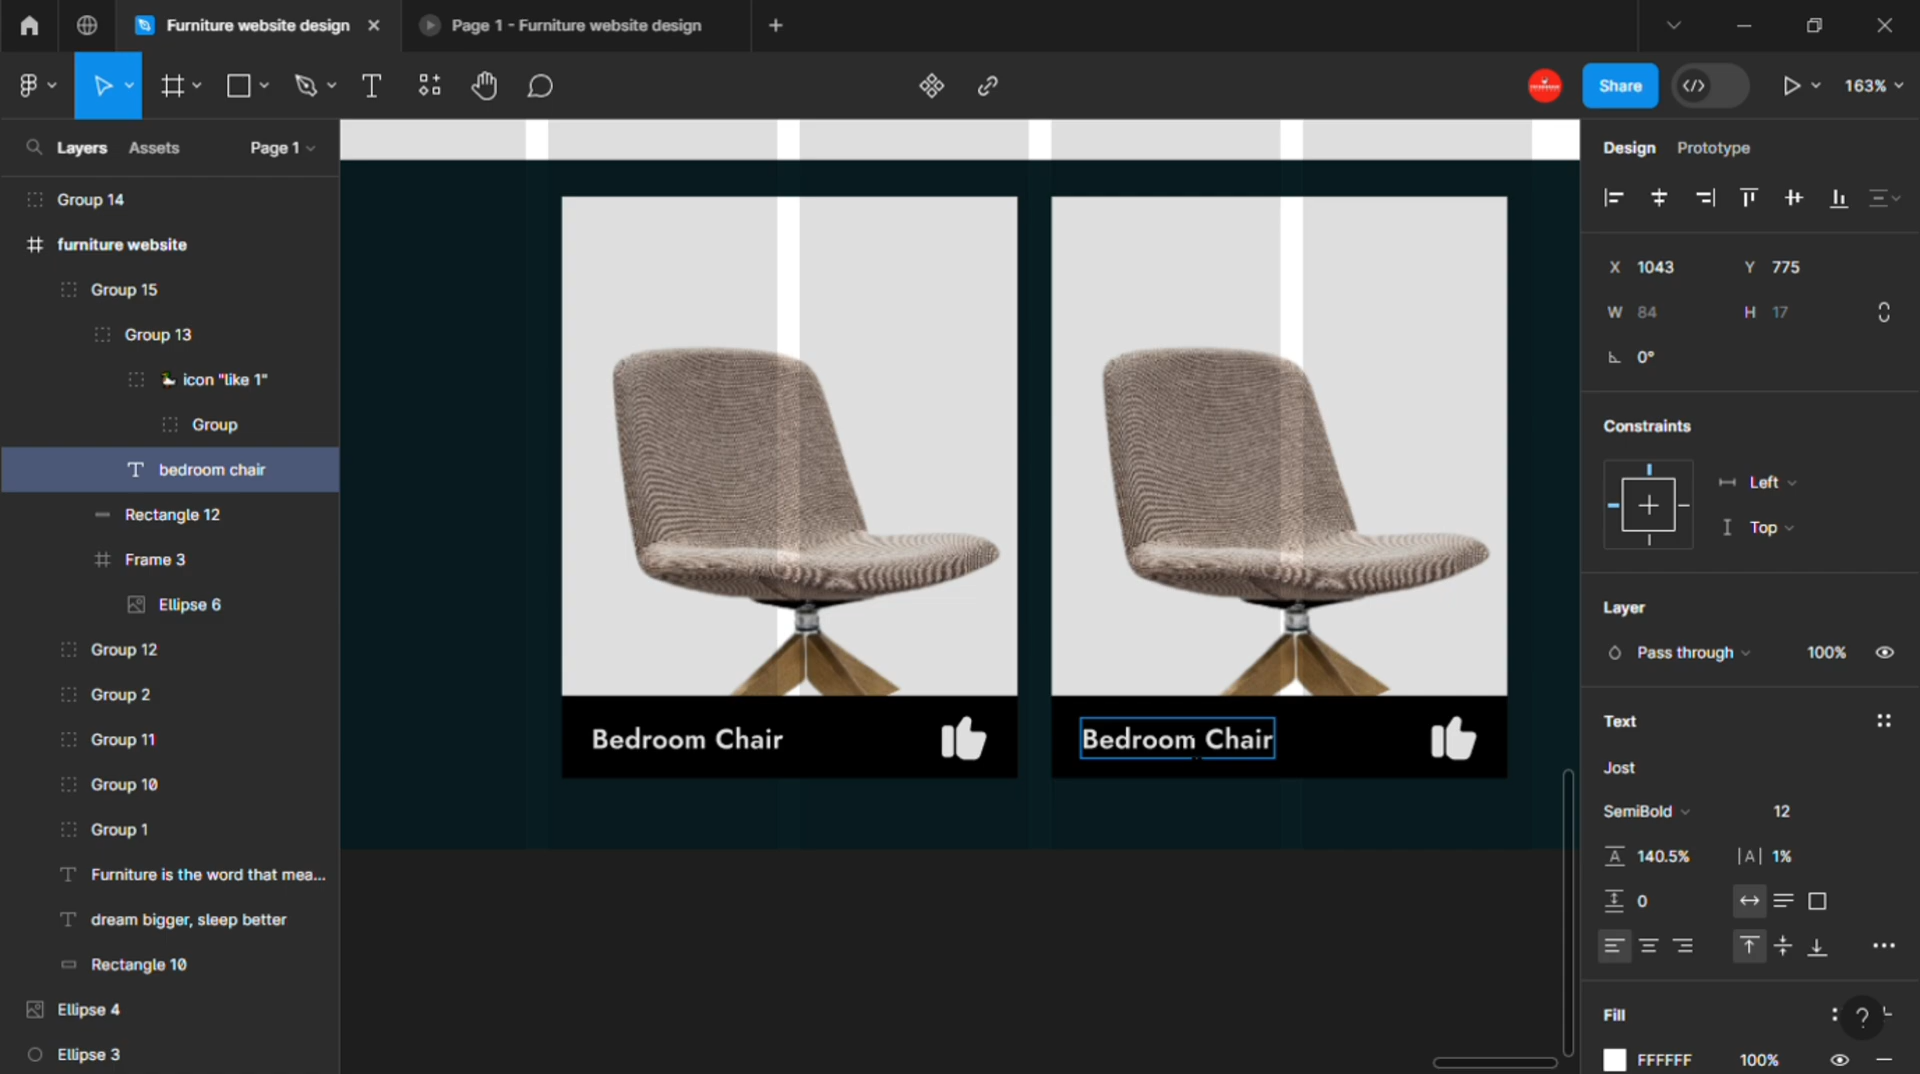 Furniture website design
Page 1 - Furniture website design
Share
163%
Layers
Assets
Page 1
Group 14
furniture website
Group 15
Group 13
icon "like 1"
Group
bedroom chair
Rectangle 12
Frame 3
Ellipse 6
Group 12
Group 2
Group 11
Group 10
Group 1
Furniture is the word that mea...
dream bigger, sleep better
Rectangle 10
Ellipse 4
Ellipse 3
Bedroom Chair
Bedroom Chair
Design
Prototype
X 1043
Y 775
W 84
H 17
0°
Constraints
Left
Top
Layer
Pass through
100%
Text
Jost
SemiBold
12
140.5%
|A| 1%
0
Fill
?
FFFFFF
100%